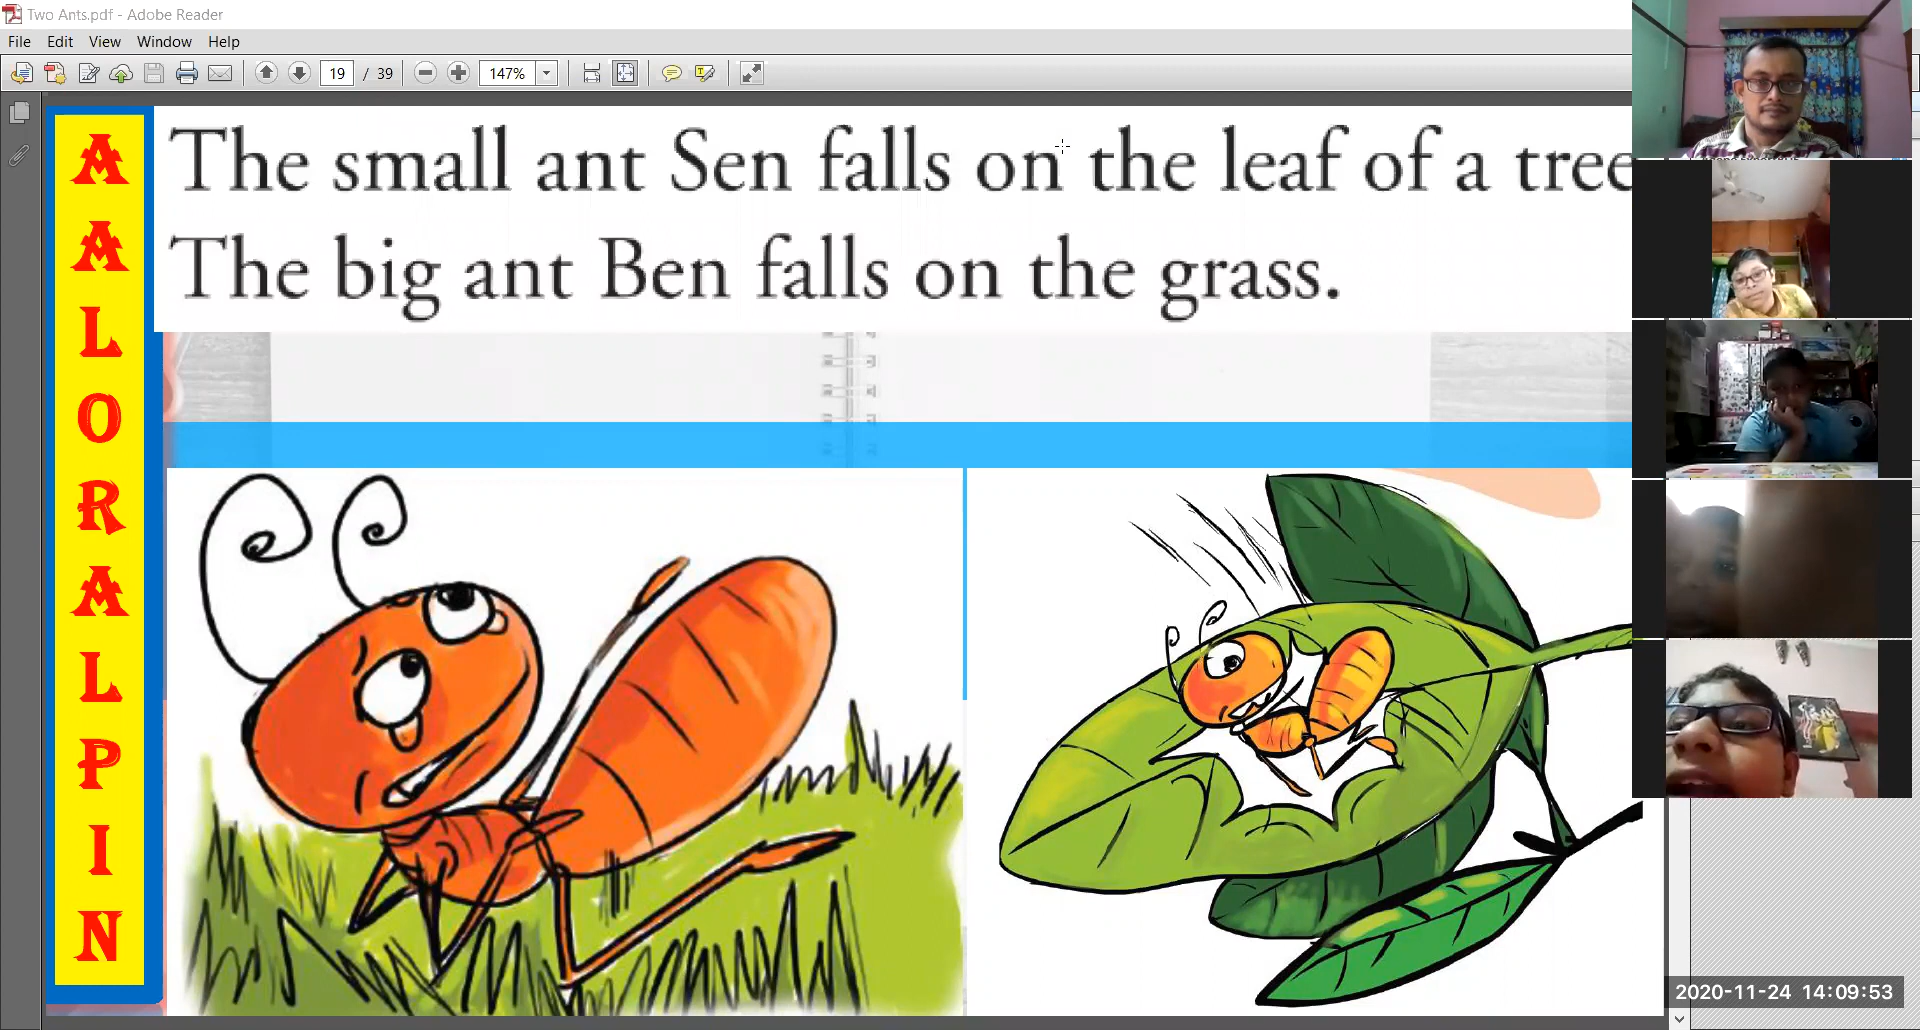 Two Ants.pdf - Adobe Reader
File Edit View Window Help
19 / 39 147%
AALORALPIN
The small ant Sen falls on the leaf of a tree
The big ant Ben falls on the grass.
2020-11-24 14:09:53